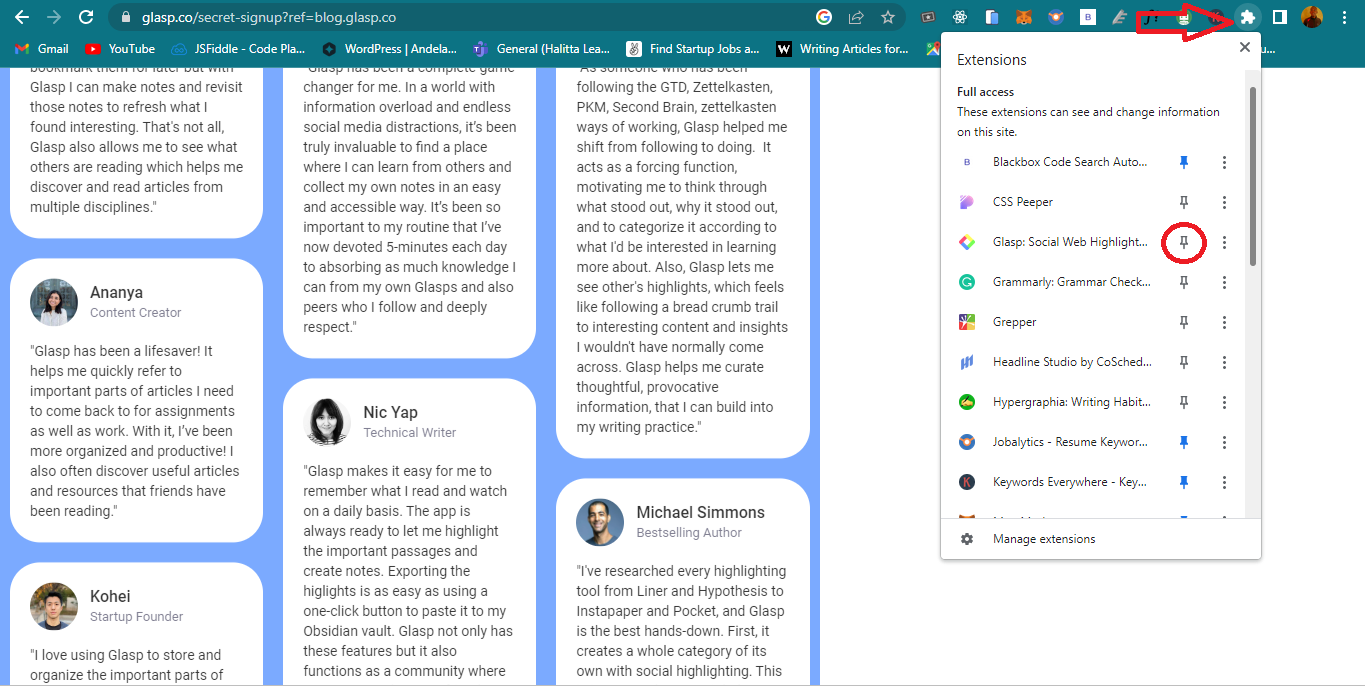 glasp.co/secret-signup?ref=blog.glasp.co
Gmail
YouTube
JSFiddle - Code Pla...
WordPress | Andela...
General (Halitta Lea...
Find Startup Jobs a...
Writing Articles for...
u...
bookmark them for later but with
Glasp I can make notes and revisit
those notes to refresh what I
found interesting. That's not all,
Glasp also allows me to see what
others are reading which helps me
discover and read articles from
multiple disciplines."
Ananya
Content Creator
"Glasp has been a lifesaver! It
helps me quickly refer to
important parts of articles I need
to come back to for assignments
as well as work. With it, I've been
more organized and productive! I
also often discover useful articles
and resources that friends have
been reading."
Kohei
Startup Founder
"I love using Glasp to store and
organize the important parts of
"Glasp has been a complete game
changer for me. In a world with
information overload and endless
social media distractions, it's been
truly invaluable to find a place
where I can learn from others and
collect my own notes in an easy
and accessible way. It's been so
important to my routine that I've
now devoted 5-minutes each day
to absorbing as much knowledge I
can from my own Glasps and also
peers who I follow and deeply
respect."
Nic Yap
Technical Writer
"Glasp makes it easy for me to
remember what I read and watch
on a daily basis. The app is
always ready to let me highlight
the important passages and
create notes. Exporting the
higlights is as easy as using a
one-click button to paste it to my
Obsidian vault. Glasp not only has
these features but it also
functions as a community where
"As someone who has been
following the GTD, Zettelkasten,
PKM, Second Brain, zettelkasten
ways of working, Glasp helped me
shift from following to doing. It
acts as a forcing function,
motivating me to think through
what stood out, why it stood out,
and to categorize it according to
what I'd be interested in learning
more about. Also, Glasp lets me
see other's highlights, which feels
like following a bread crumb trail
to interesting content and insights
I wouldn't have normally come
across. Glasp helps me curate
thoughtful, provocative
information, that I can build into
my writing practice."
Michael Simmons
Bestselling Author
"I've researched every highlighting
tool from Liner and Hypothesis to
Instapaper and Pocket, and Glasp
is the best hands-down. First, it
creates a whole category of its
own with social highlighting. This
Extensions
Full access
These extensions can see and change information
on this site.
Blackbox Code Search Auto...
CSS Peeper
Glasp: Social Web Highlight...
Grammarly: Grammar Check...
Grepper
Headline Studio by CoSched...
Hypergraphia: Writing Habit...
Jobalytics - Resume Keywor...
Keywords Everywhere - Key...
Manage extensions